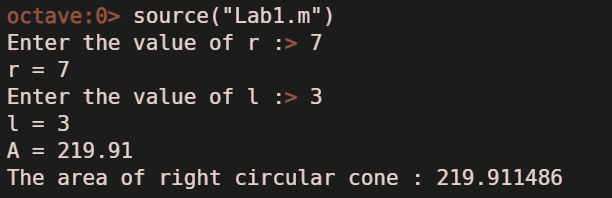 octave:0> source("Lab1.m")
Enter the value of r :> 7
r = 7
Enter the value of l :> 3
l = 3
A = 219.91
The area of right circular cone : 219.911486